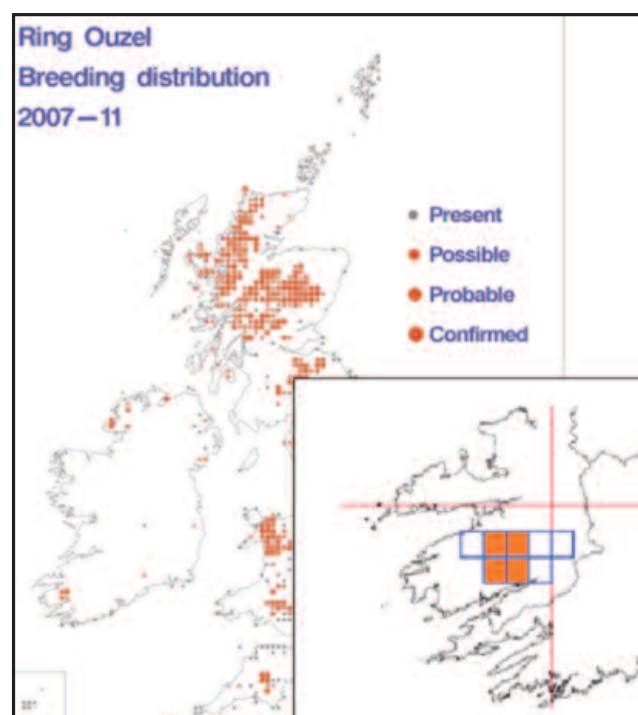 Ring Ouzel
Breeding distribution
2007–11
Present
Possible
Probable
Confirmed